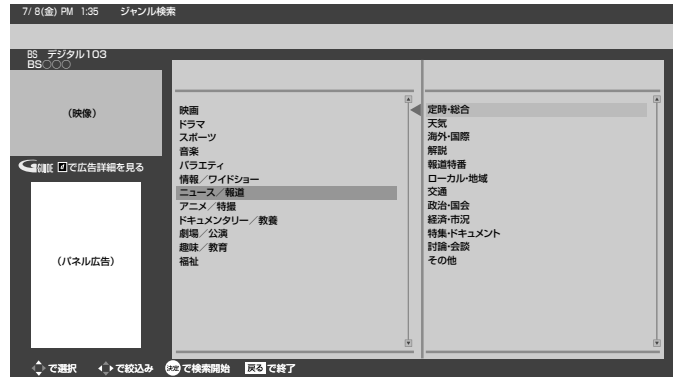 7/ 8(金) PM 1:35 ジャンル検索
BS デジタル103
BS○○○
(映像)
GUIDE dで広告詳細を見る
(パネル広告)
映画
ドラマ
スポーツ
音楽
バラエティ
情報／ワイドショー
ニュース／報道
アニメ／特撮
ドキュメンタリー／教養
劇場／公演
趣味／教育
福祉
定時・総合
天気
海外・国際
解説
報道特番
ローカル・地域
交通
政治・国会
経済・市況
特集・ドキュメント
討論・会談
その他
で選択 で絞込み 決定で検索開始 戻るで終了